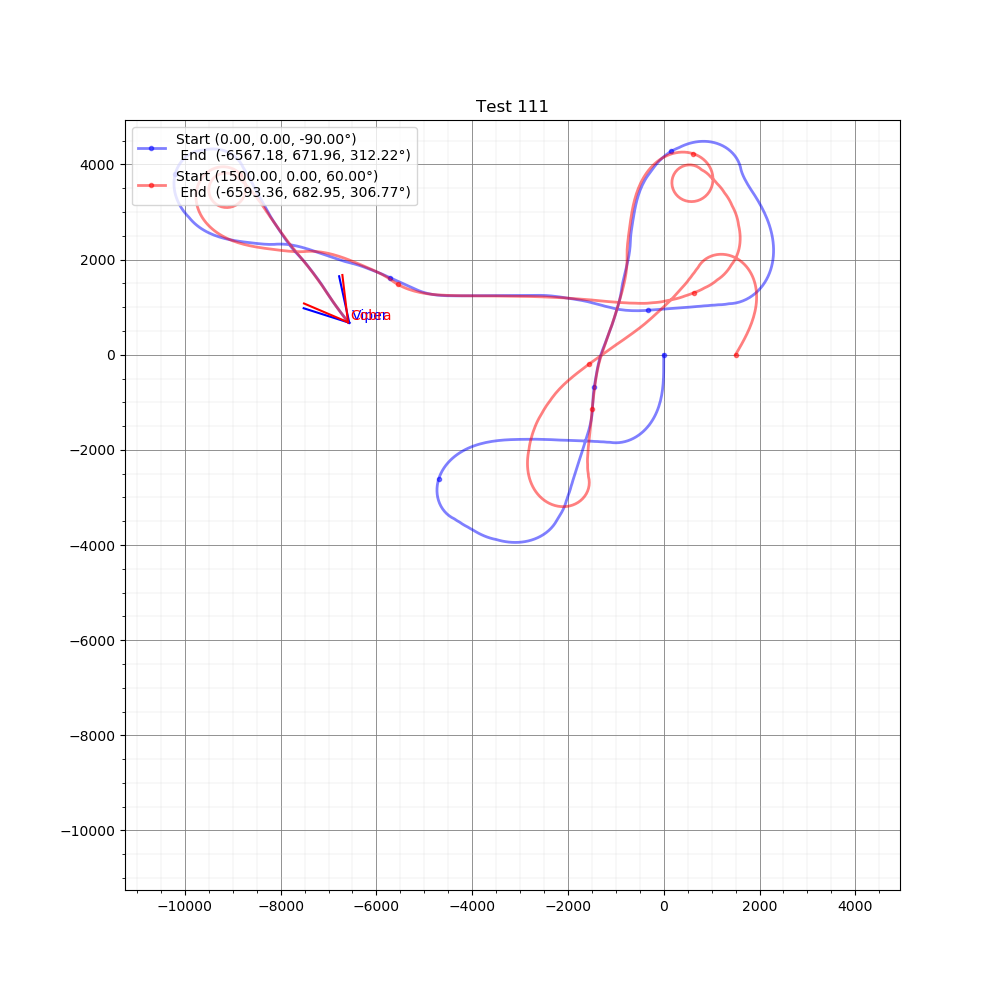 Test 111
Start (0.00, 0.00, -90.00°)
End (-6567.18, 671.96, 312.22°)
Start (1500.00, 0.00, 60.00°)
End (-6593.36, 682.95, 306.77°)
4000
2000
0
−2000
−4000
−6000
−8000
−10000
−10000 −8000 −6000 −4000 −2000 0 2000 4000